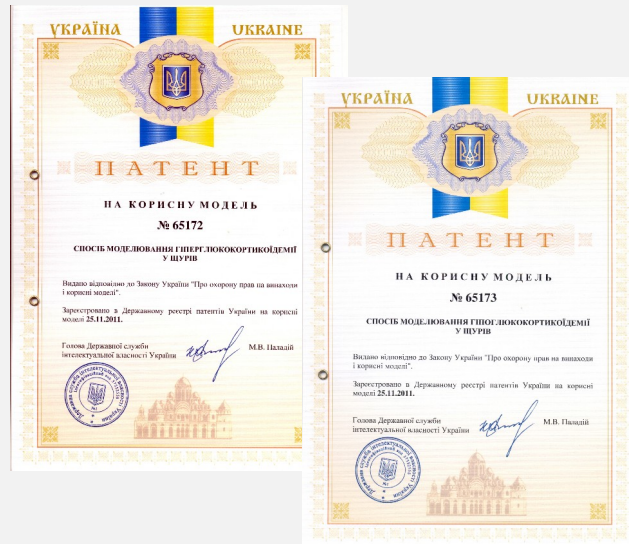 УКРАЇНА UKRAINE
ПАТЕНТ
НА КОРИСНУ МОДЕЛЬ
№ 65172
СПОСІБ МОДЕЛЮВАННЯ ГІПЕРГЛЮКОКОРТИКОЇДЕМІЇ
У ЩУРІВ
Видано відповідно до Закону України "Про охорону прав на винаходи
і корисні моделі".
Зареєстровано в Державному реєстрі патентів України на корисні
моделі 25.11.2011.
Голова Державної служби
інтелектуальної власності України М.В. Паладій
УКРАЇНА UKRAINE
ПАТЕНТ
НА КОРИСНУ МОДЕЛЬ
№ 65173
СПОСІБ МОДЕЛЮВАННЯ ГІПОГЛЮКОКОРТИКОЇДЕМІЇ
У ЩУРІВ
Видано відповідно до Закону України "Про охорону прав на винаходи
і корисні моделі".
Зареєстровано в Державному реєстрі патентів України на корисні
моделі 25.11.2011.
Голова Державної служби
інтелектуальної власності України М.В. Паладій